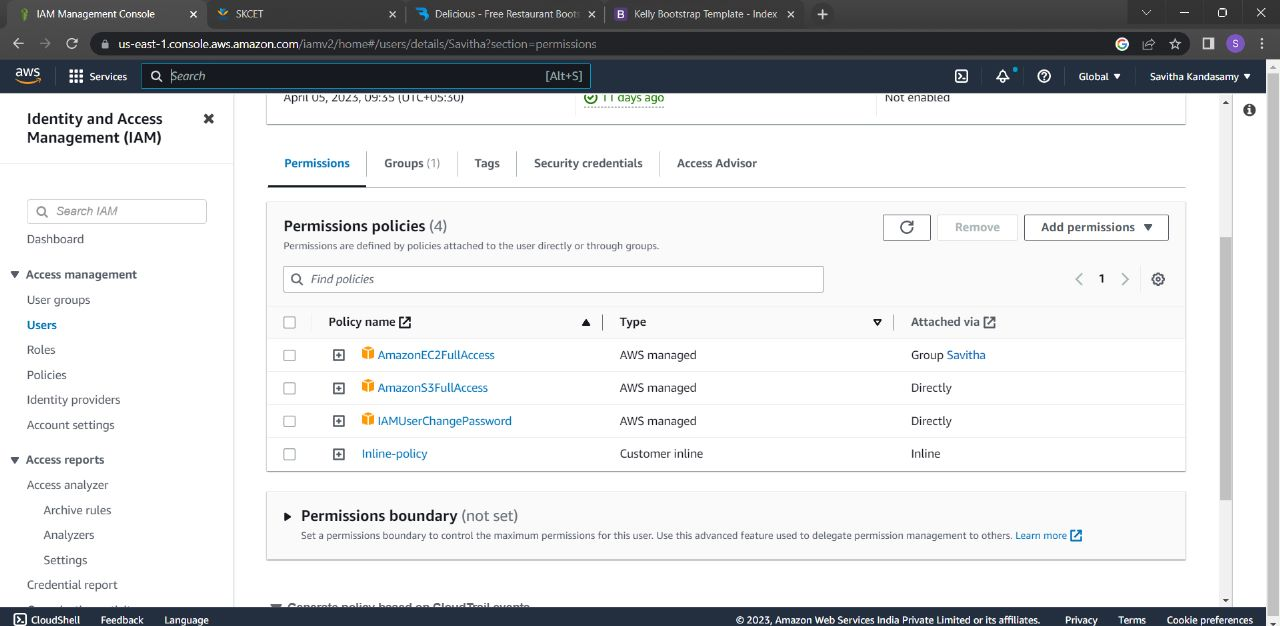 IAM Management Console
SKCET
Delicious - Free Restaurant Boots
Kelly Bootstrap Template - Index
us-east-1.console.aws.amazon.com/iamv2/home#/users/details/Savitha?section=permissions
S
aws
Services
Search
[Alt+S]
Global
Savitha Kandasamy
Identity and Access
Management (IAM)
Search IAM
Dashboard
Access management
User groups
Users
Roles
Policies
Identity providers
Account settings
Access reports
Access analyzer
Archive rules
Analyzers
Settings
Credential report
April 05, 2023, 09:35 (UTC+05:30)
11 days ago
Not enabled
Permissions
Groups (1)
Tags
Security credentials
Access Advisor
Permissions policies (4)
Permissions are defined by policies attached to the user directly or through groups.
Remove
Add permissions
Find policies
1
Policy name
Type
Attached via
AmazonEC2FullAccess
AWS managed
Group Savitha
AmazonS3FullAccess
AWS managed
Directly
IAMUserChangePassword
AWS managed
Directly
Inline-policy
Customer inline
Inline
Permissions boundary (not set)
Set a permissions boundary to control the maximum permissions for this user. Use this advanced feature used to delegate permission management to others. Learn more
Generate policy based on CloudTrail events
CloudShell
Feedback
Language
© 2023, Amazon Web Services India Private Limited or its affiliates.
Privacy
Terms
Cookie preferences